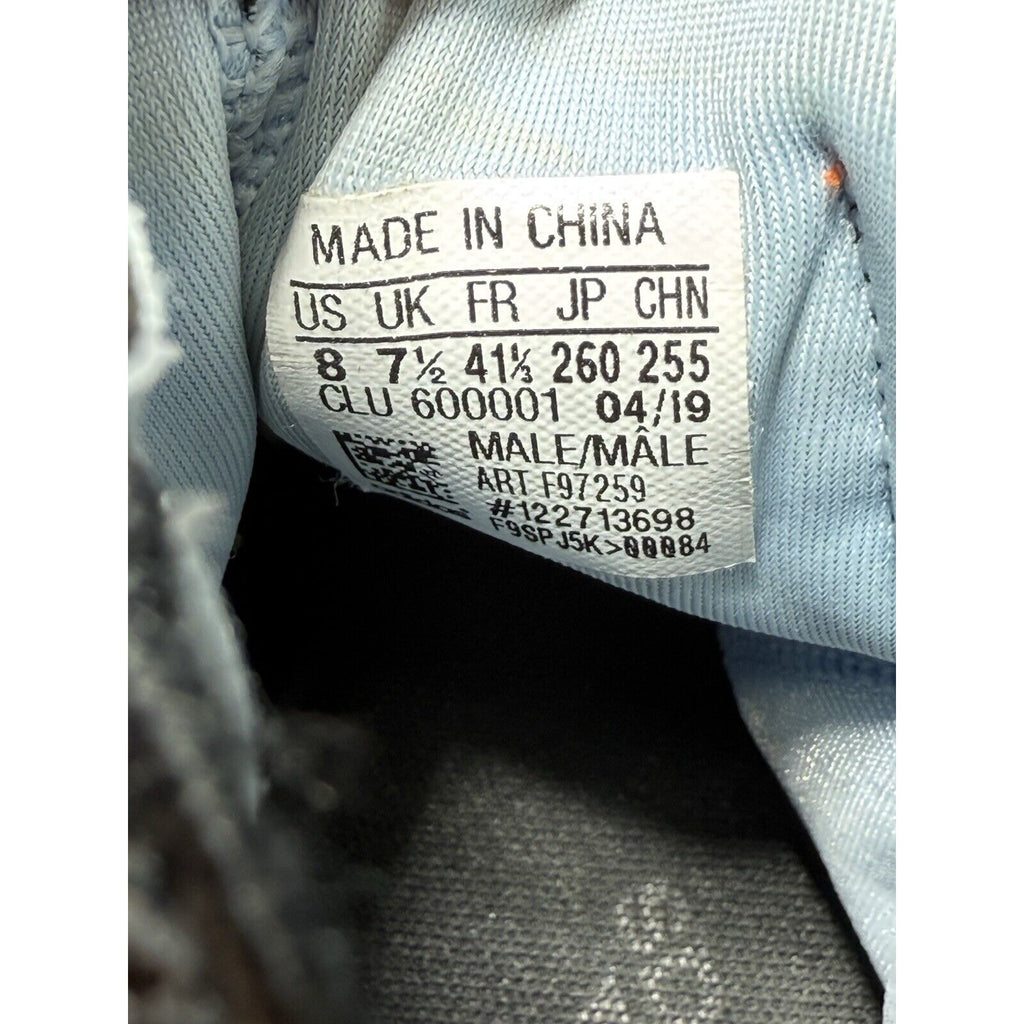 MADE IN CHINA
US UK FR JP CHN
8 7½ 41⅓ 260 255
CLU 600001 04/19
MALE/MÂLE
ART F97259
#122713698
F9SPJ5K>00084